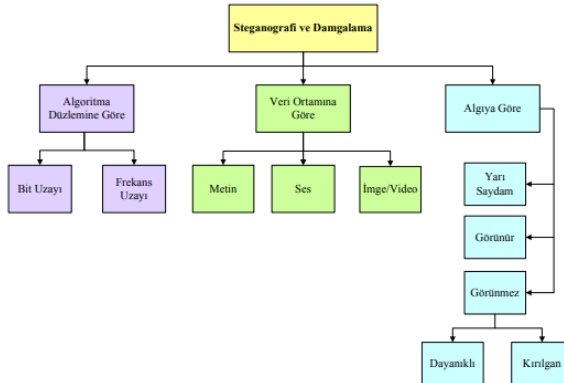 Steganografi ve Damgalama
Algoritma
Düzlemine Göre
Veri Ortamına
Göre
Algıya Göre
Bit Uzayı
Frekans
Uzayı
Metin
Ses
İmge/Video
Yarı
Saydam
Görünür
Görünmez
Dayanıklı
Kırılgan